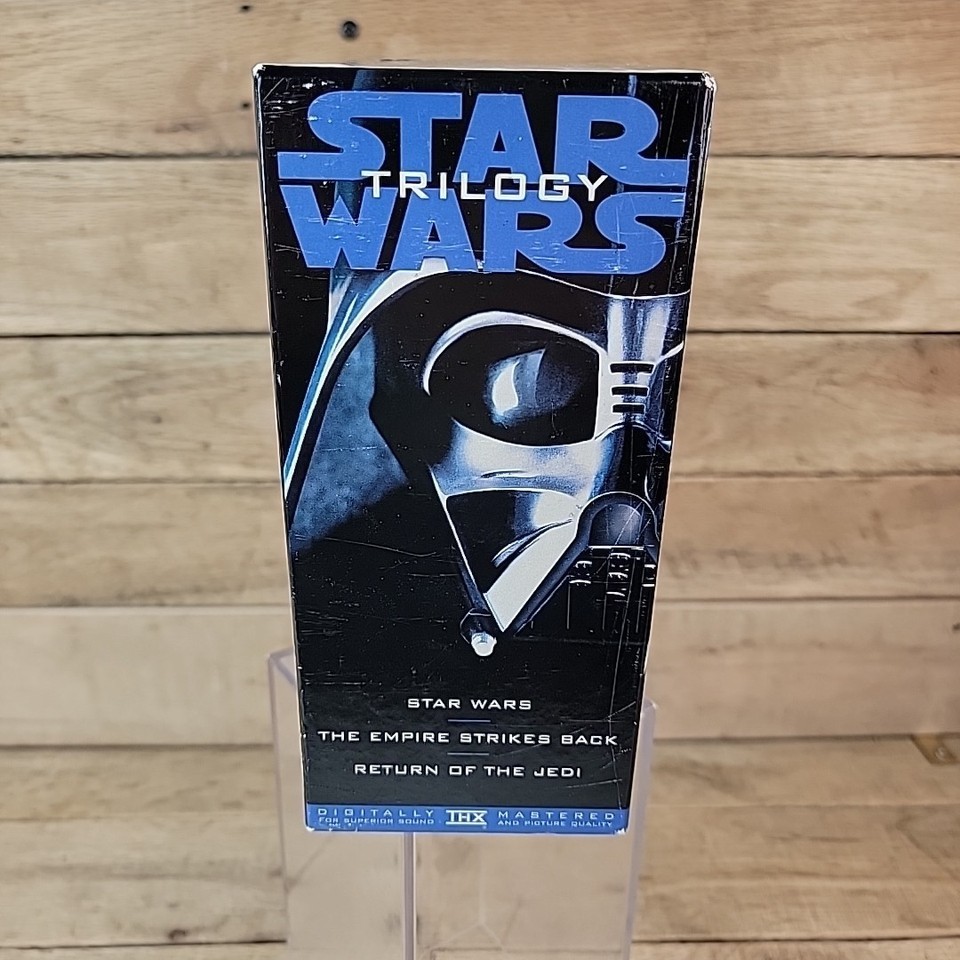 STAR
TRILOGY
WARS
STAR WARS
THE EMPIRE STRIKES BACK
RETURN OF THE JEDI
DIGITALLY THX MASTERED
FOR SUPERIOR SOUND AND PICTURE QUALITY